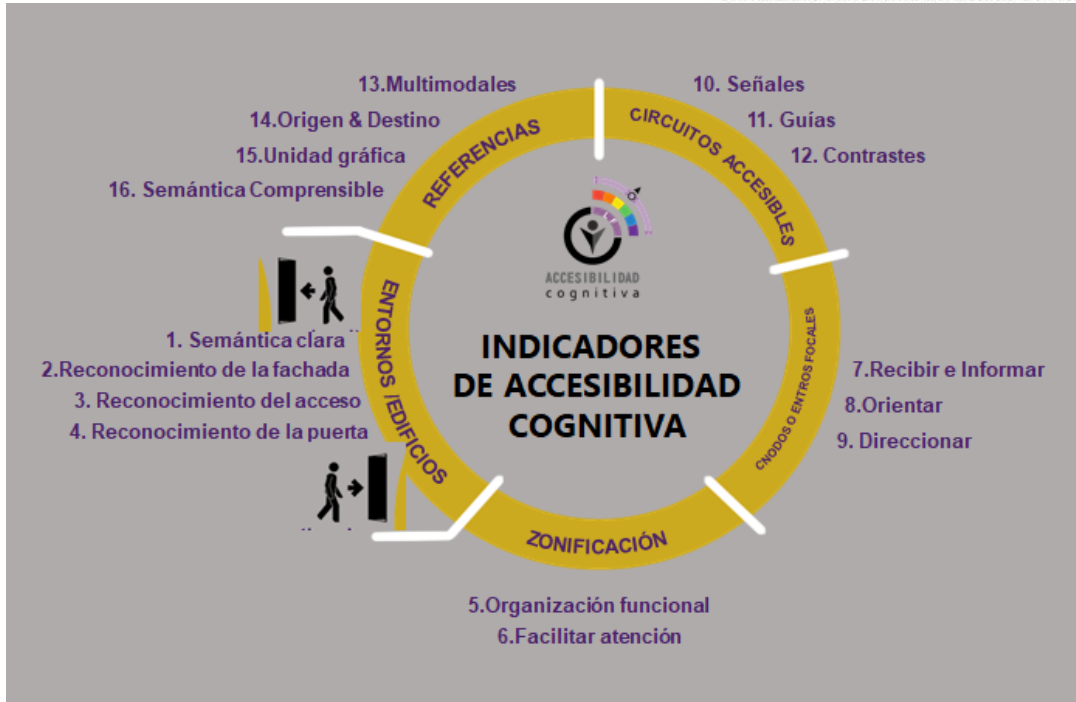 13.Multimodales
14.Origen & Destino
15.Unidad gráfica
16. Semántica Comprensible
REFERENCIAS
10. Señales
11. Guías
12. Contrastes
CIRCUITOS ACCESIBLES
ACCESIBILIDAD
cognitiva
INDICADORES
DE ACCESIBILIDAD
COGNITIVA
ENTORNOS /EDIFICIOS
1. Semántica clara
2.Reconocimiento de la fachada
3. Reconocimiento del acceso
4. Reconocimiento de la puerta
CNODOS O ENTROS FOCALES
7.Recibir e Informar
8.Orientar
9. Direccionar
ZONIFICACIÓN
5.Organización funcional
6.Facilitar atención